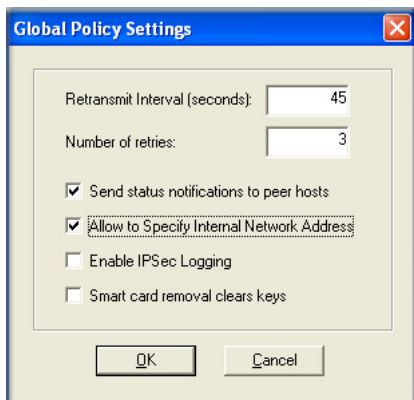 Global Policy Settings
Retransmit Interval (seconds): 45
Number of retries: 3
Send status notifications to peer hosts
Allow to Specify Internal Network Address
Enable IPSec Logging
Smart card removal clears keys
OK Cancel